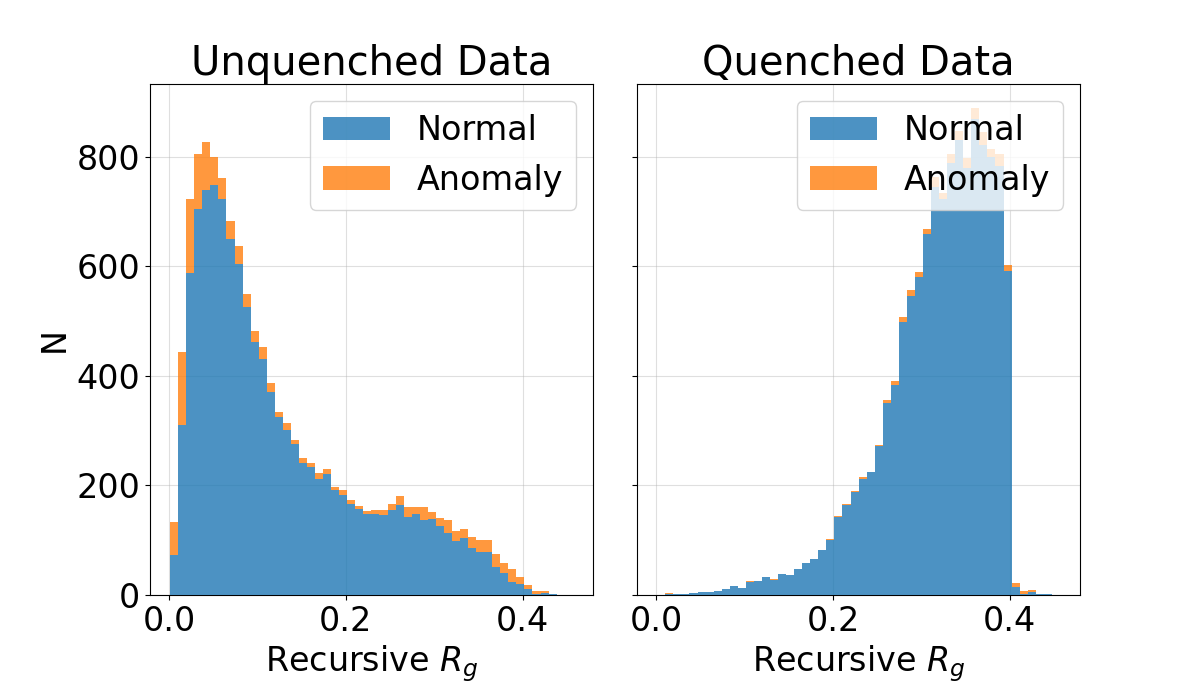 Unquenched Data
Quenched Data
Normal
Anomaly
Normal
Anomaly
N
800
600
400
200
0
0.0 0.2 0.4
0.0 0.2 0.4
Recursive $R_g$
Recursive $R_g$